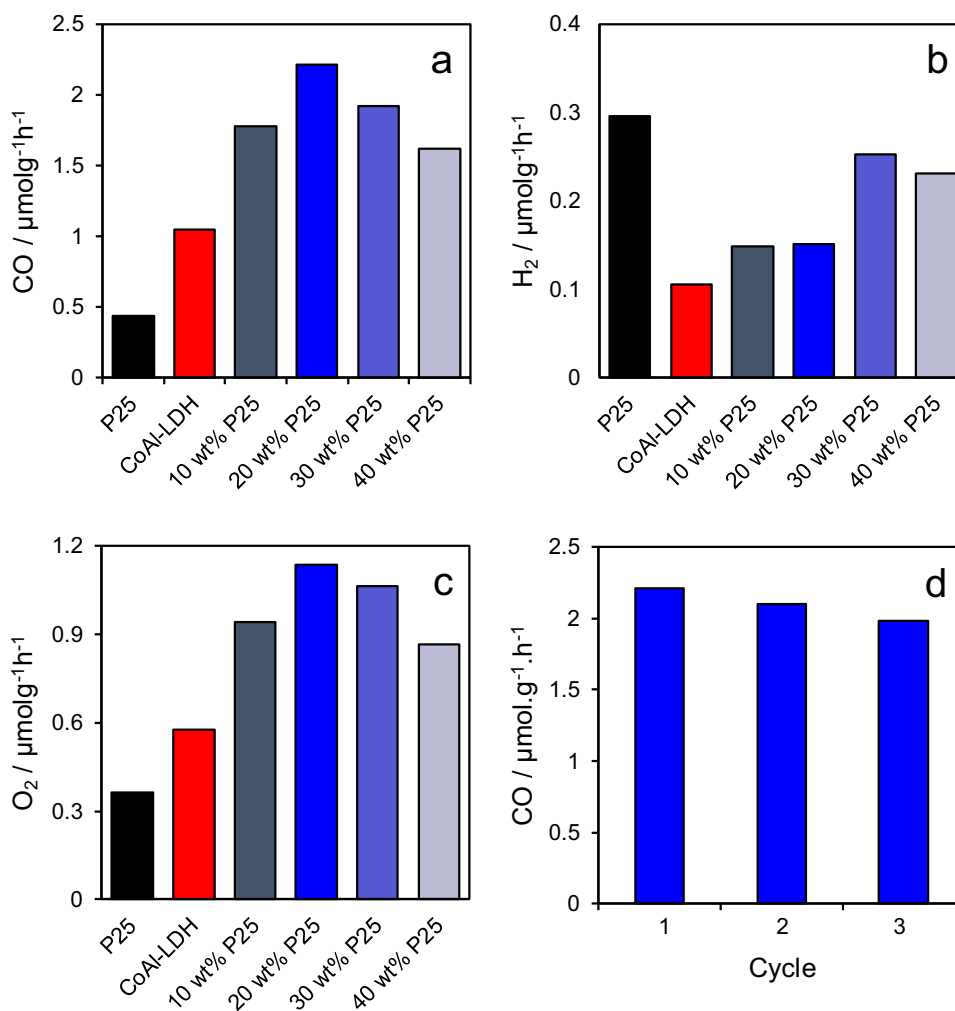 a
CO / µmolg⁻¹h⁻¹
2.5
2
1.5
1
0.5
0
P25
CoAl-LDH
10 wt% P25
20 wt% P25
30 wt% P25
40 wt% P25
b
H₂ / µmolg⁻¹h⁻¹
0.4
0.3
0.2
0.1
0
P25
CoAl-LDH
10 wt% P25
20 wt% P25
30 wt% P25
40 wt% P25
c
O₂ / µmolg⁻¹h⁻¹
1.2
0.9
0.6
0.3
0
P25
CoAl-LDH
10 wt% P25
20 wt% P25
30 wt% P25
40 wt% P25
d
CO / µmol.g⁻¹.h⁻¹
2.5
2
1.5
1
0.5
0
1 2 3
Cycle